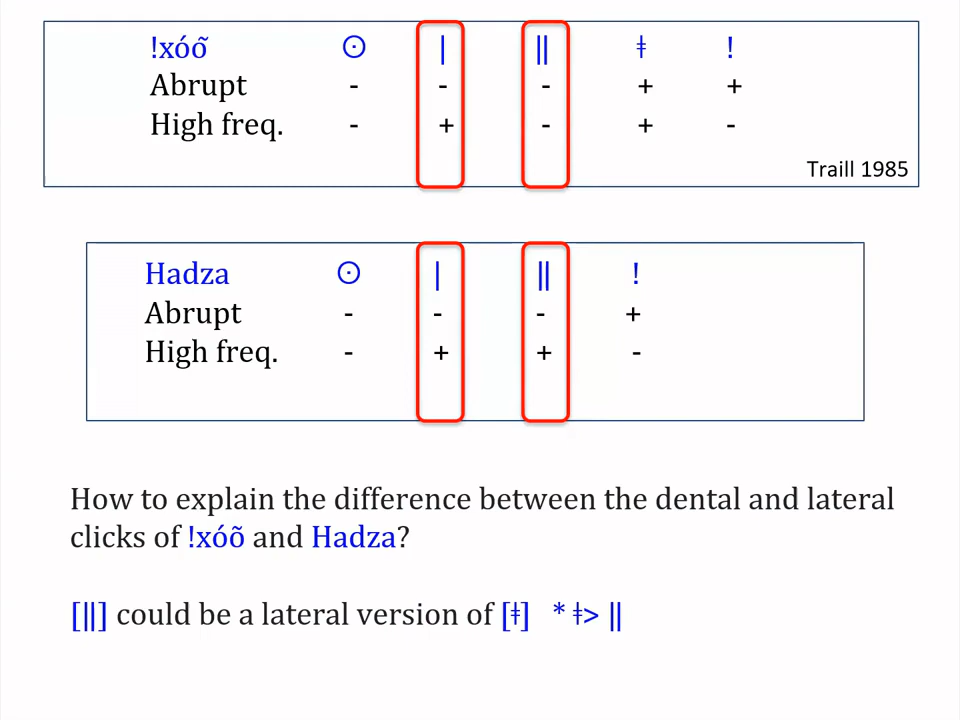 !xóõ ʘ | ‖ ǂ !
Abrupt - - - + +
High freq. - + - + -
Traill 1985
Hadza ʘ | ‖ !
Abrupt - - - +
High freq. - + + -
How to explain the difference between the dental and lateral
clicks of !xóõ and Hadza?
[‖] could be a lateral version of [ǂ] * ǂ> ‖